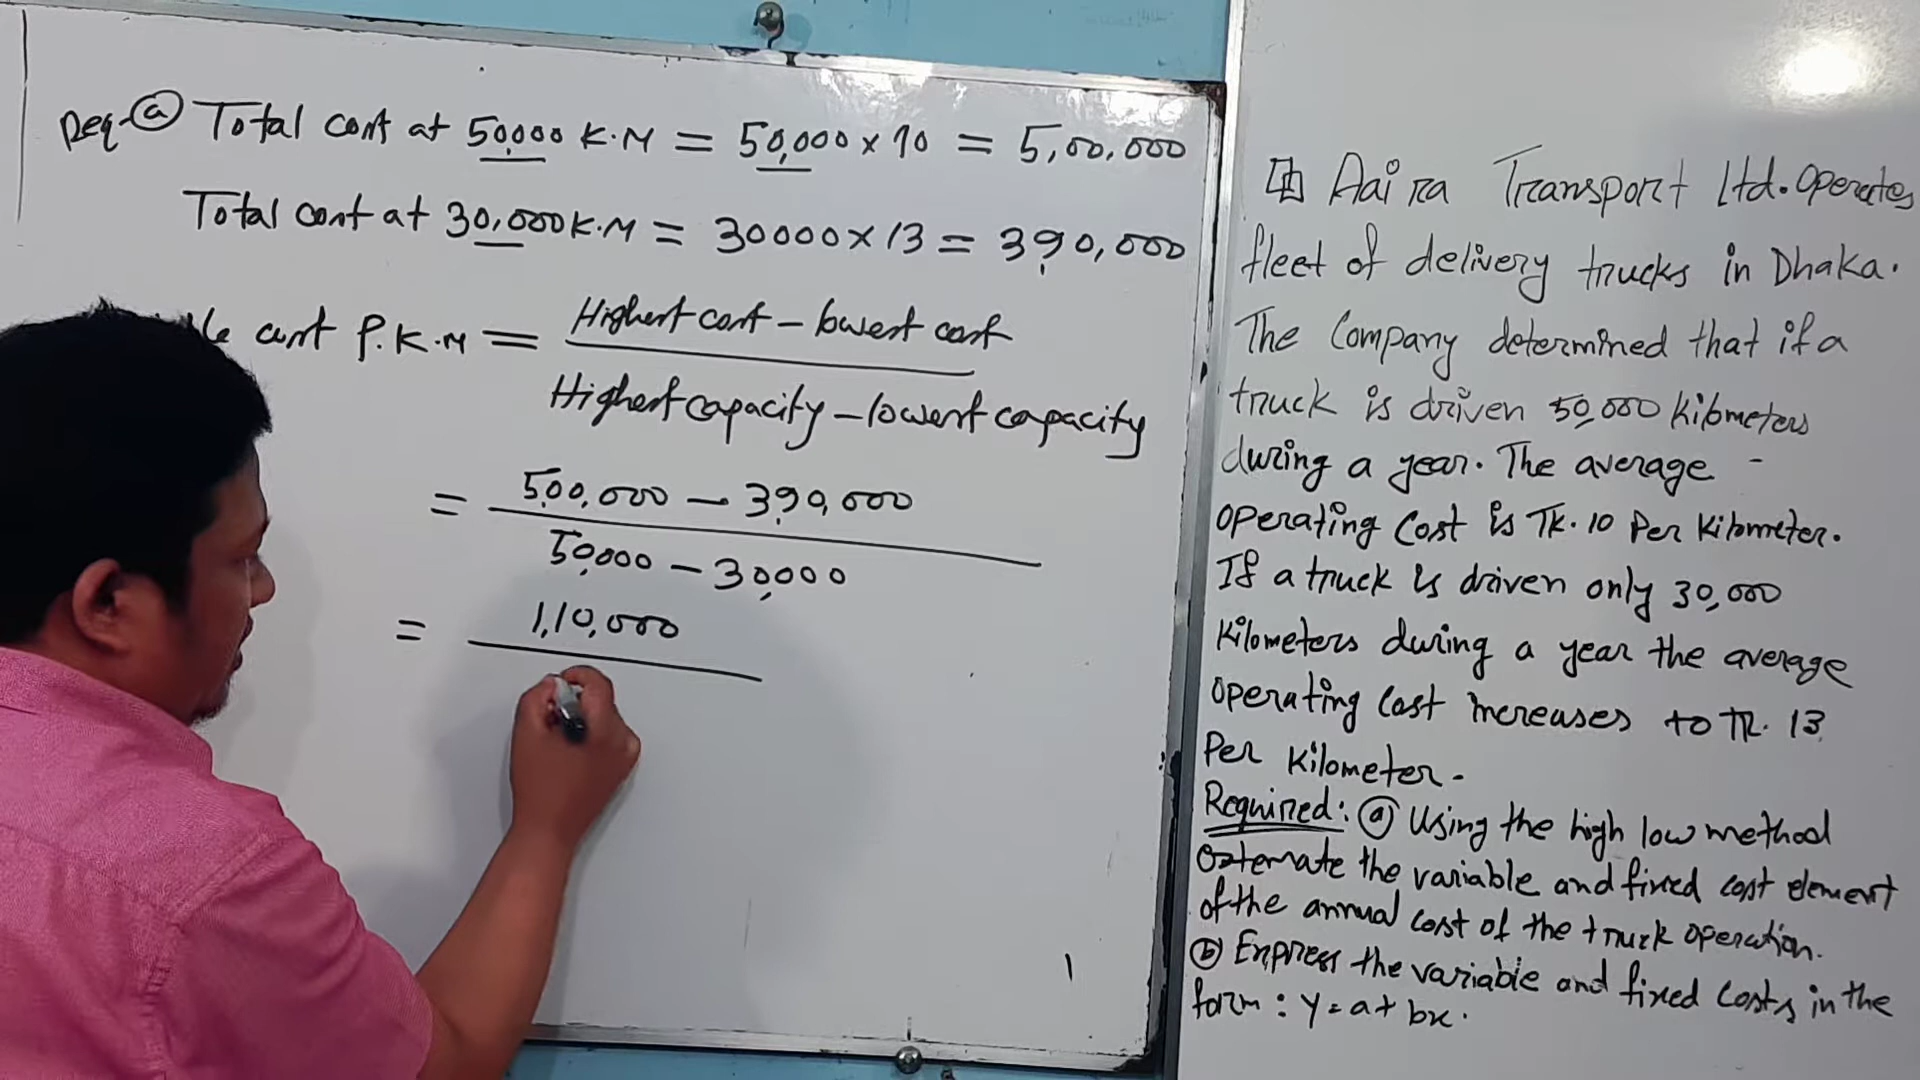 Req-ⓐ Total cost at 50,000 K.M = 50,000 x 10 = 5,00,000
Total cost at 30,000 K.M = 30000 x 13 = 390,000
cost P.K.M = Highest cost - lowest cost
Highest capacity - lowest capacity
= 500,000 - 390,000
50,000 - 30,000
= 1,10,000
Aaira Transport Ltd. Operates
fleet of delivery trucks in Dhaka.
The Company determined that if a
truck is driven 50,000 kilometers
during a year. The average -
operating Cost is Tk. 10 Per kilometer.
If a truck is driven only 30,000
kilometers during a year the average
operating Cost increases to Tk. 13
Per kilometer.
Required: ⓐ Using the high low method
the variable and fixed cost element
of the annual cost of the truck operation.
ⓑ Express the variable and fixed costs in the
form: Y = a + bx.